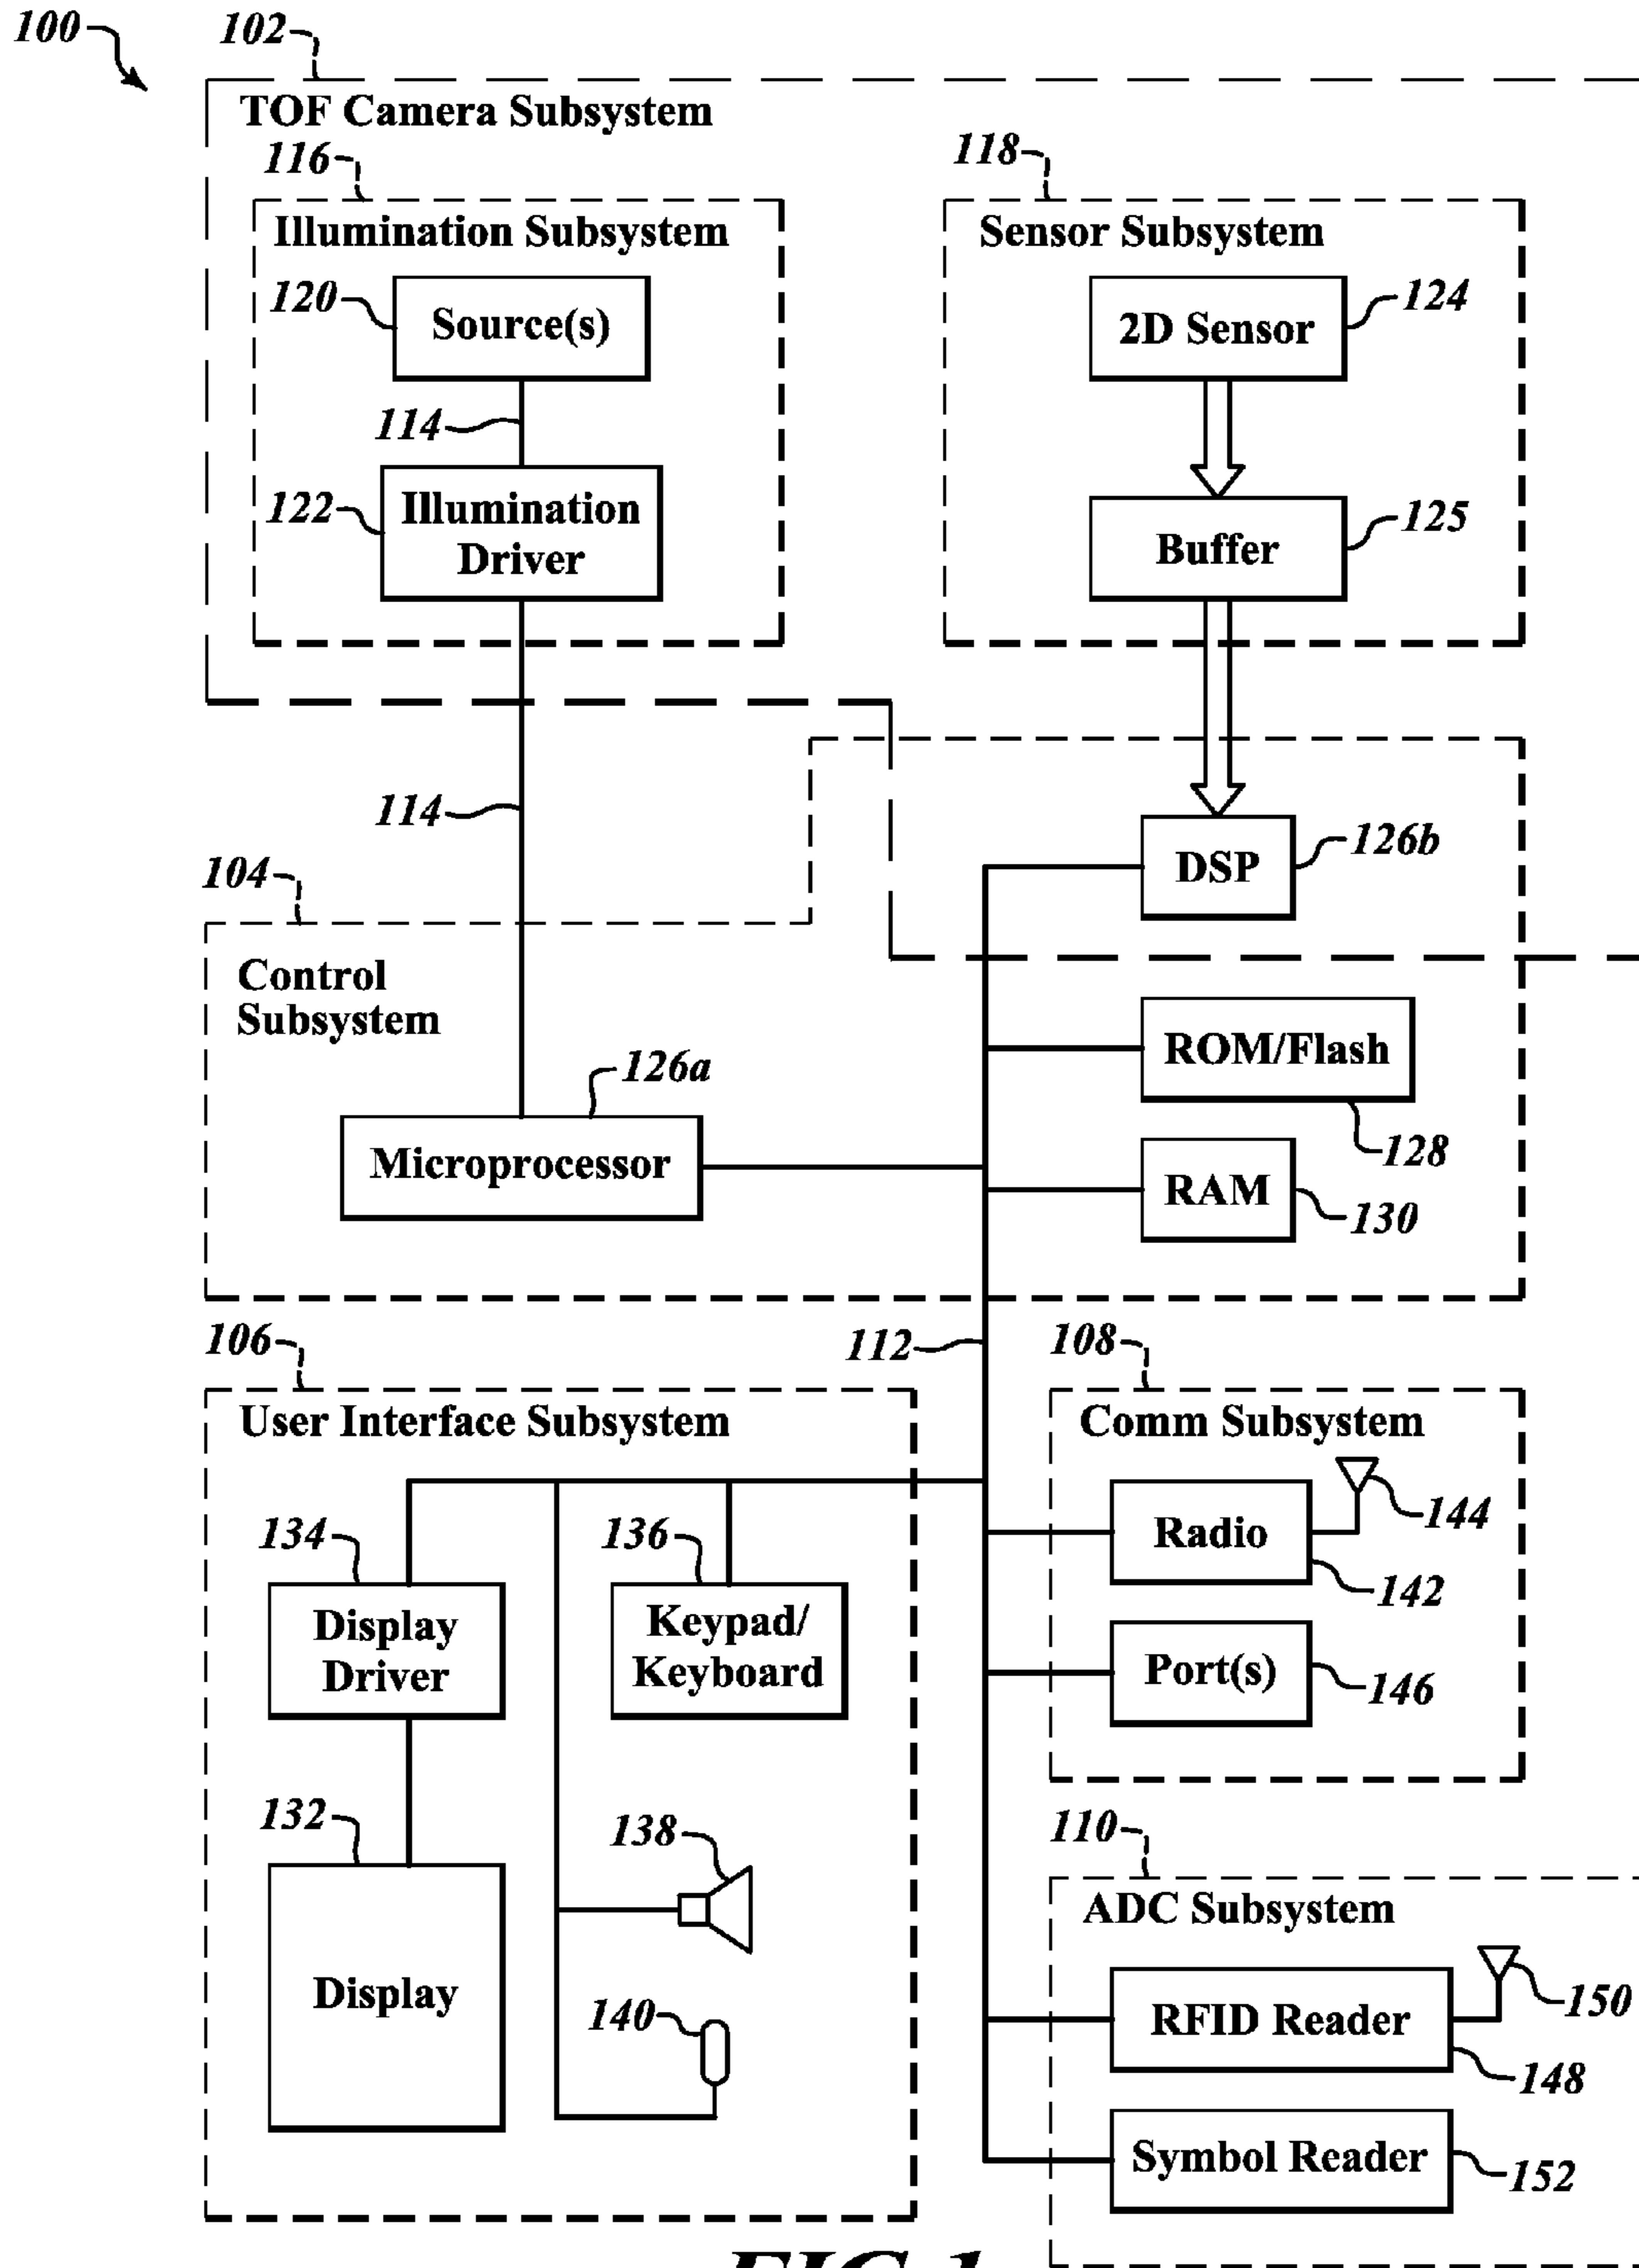 100
102
TOF Camera Subsystem
116
118
Illumination Subsystem
Sensor Subsystem
120
Source(s)
2D Sensor
124
114
122
Illumination
Driver
Buffer
125
114
DSP
126b
104
Control
Subsystem
ROM/Flash
126a
128
Microprocessor
RAM
130
106
112
108
User Interface Subsystem
Comm Subsystem
134
136
Radio
144
142
Display
Driver
Keypad/
Keyboard
Port(s)
146
132
138
110
ADC Subsystem
Display
140
RFID Reader
150
148
Symbol Reader
152
FIG.1